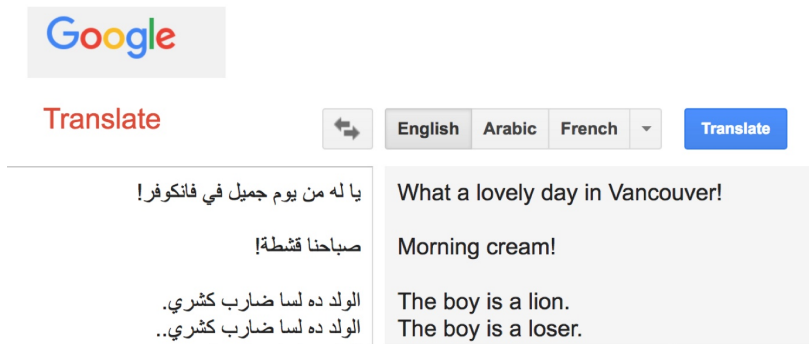 Google
Translate
English Arabic French Translate
يا له من يوم جميل في فانكوفر!
What a lovely day in Vancouver!
صباحنا قشطة!
Morning cream!
الولد ده لسا ضارب كشري.
The boy is a lion.
الولد ده لسا ضارب كشري..
The boy is a loser.